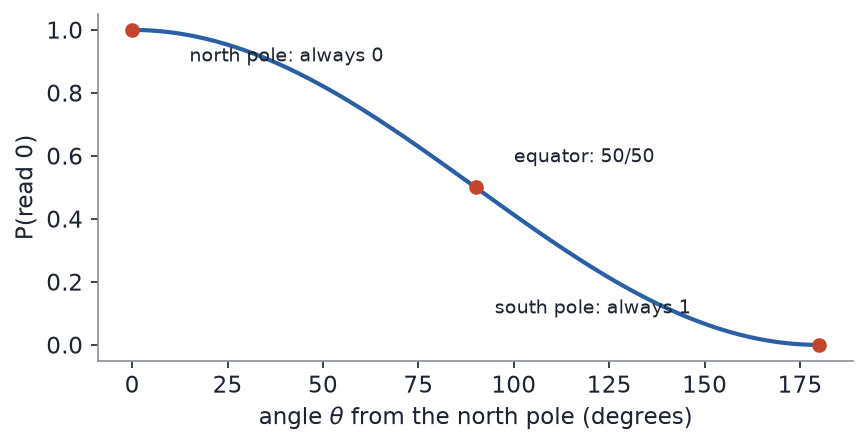 1.0
north pole: always 0
0.8
equator: 50/50
0.6
P(read 0)
0.4
0.2
south pole: always 1
0.0
0 25 50 75 100 125 150 175
angle θ from the north pole (degrees)